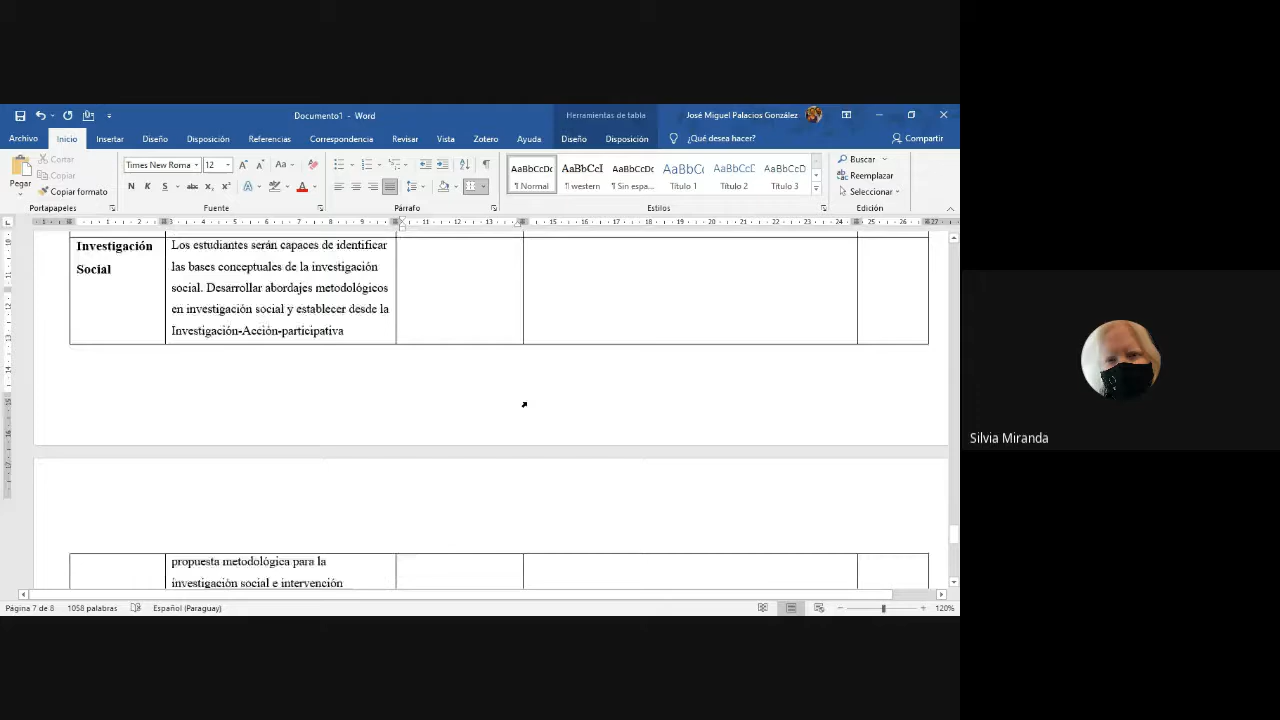 Documento1 - Word
Herramientas de tabla
José Miguel Palacios González
Archivo Inicio Insertar Diseño Disposición Referencias Correspondencia Revisar Vista Zotero Ayuda Diseño Disposición ¿Qué desea hacer? Compartir
Pegar
Cortar
Copiar
Copiar formato
Portapapeles
Times New Roma 12
Fuente
Párrafo
AaBbCcDc AaBbCcI AaBbCcDc AaBbC( AaBbCcI AaBbCcD
¶ Normal ¶ western ¶ Sin espa... Título 1 Título 2 Título 3
Estilos
Buscar
Reemplazar
Seleccionar
Edición
Investigación
Social
Los estudiantes serán capaces de identificar
las bases conceptuales de la investigación
social. Desarrollar abordajes metodológicos
en investigación social y establecer desde la
Investigación-Acción-participativa
propuesta metodológica para la
investigación social e intervención
Página 7 de 8 1058 palabras Español (Paraguay) 120%
Silvia Miranda